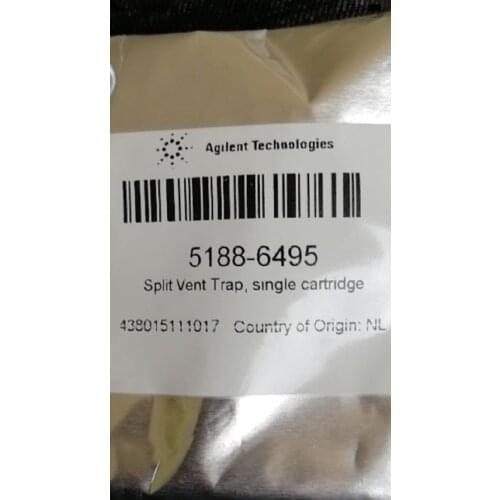 Agilent Technologies
5188-6495
Split Vent Trap, single cartridge
438015111017 Country of Origin: NL